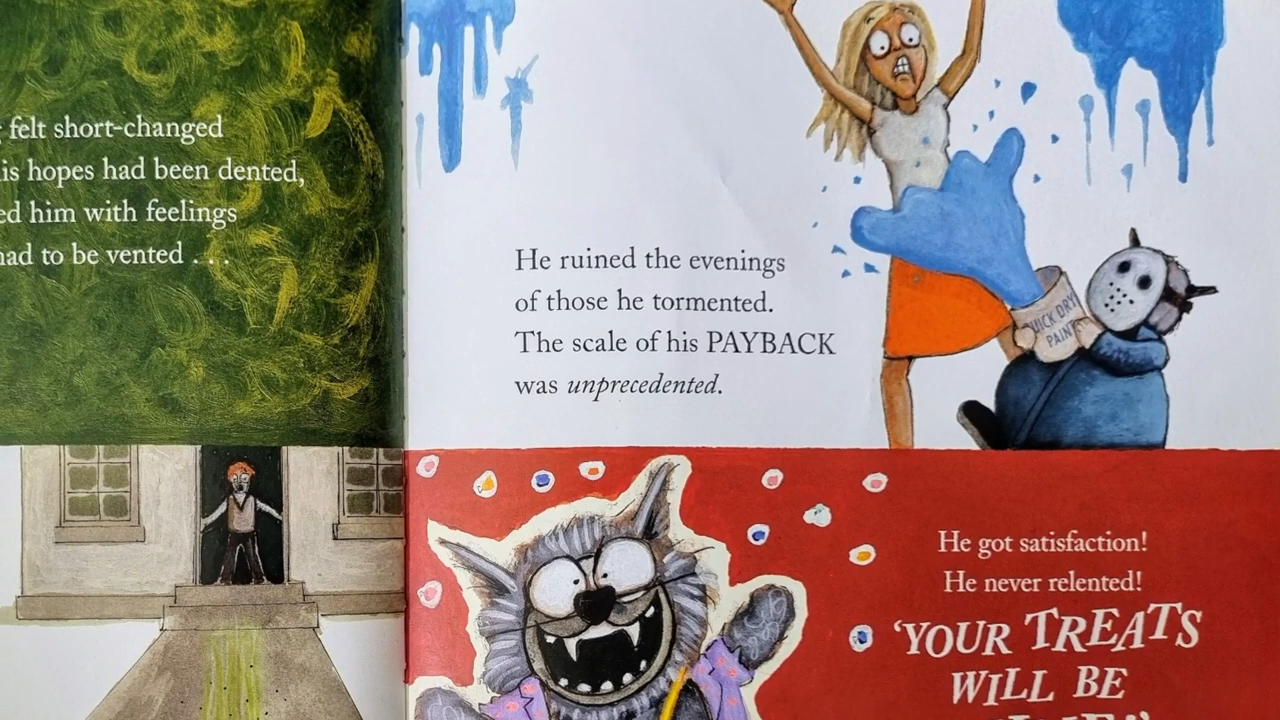 felt short-changed
is hopes had been dented,
ed him with feelings
had to be vented . . .
He ruined the evenings
of those he tormented.
The scale of his PAYBACK
was unprecedented.
QUICK DRY
PAINT
He got satisfaction!
He never relented!
‘YOUR TREATS
WILL BE